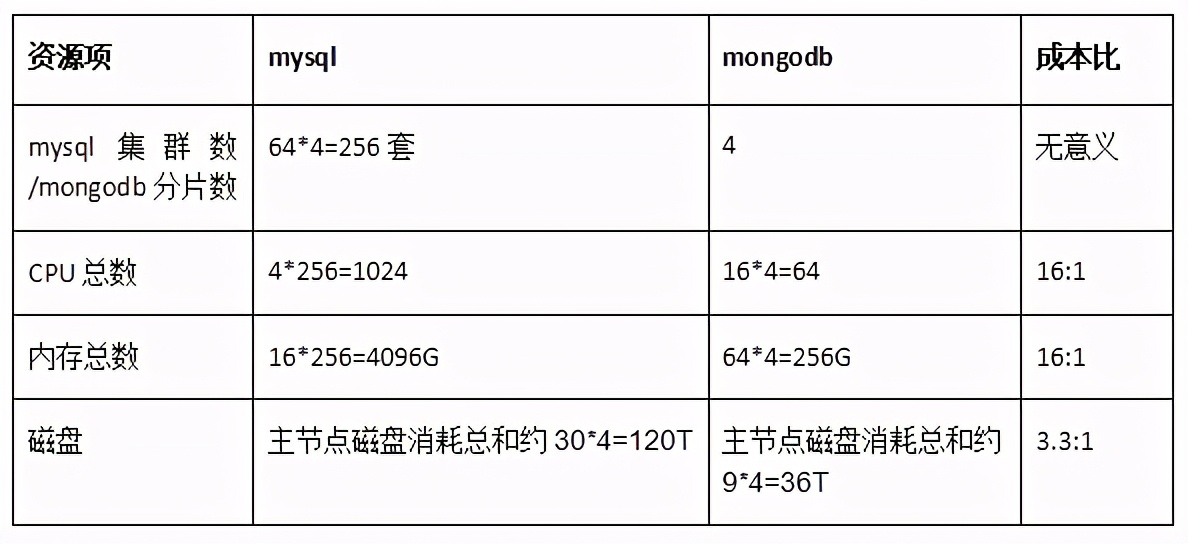 资源项 mysql mongodb 成本比
mysql 集群数 64*4=256 套 4 无意义
/mongodb 分片数
CPU 总数 4*256=1024 16*4=64 16:1
内存总数 16*256=4096G 64*4=256G 16:1
磁盘 主节点磁盘消耗总和约 30*4=120T 主节点磁盘消耗总和约 3.3:1
9*4=36T